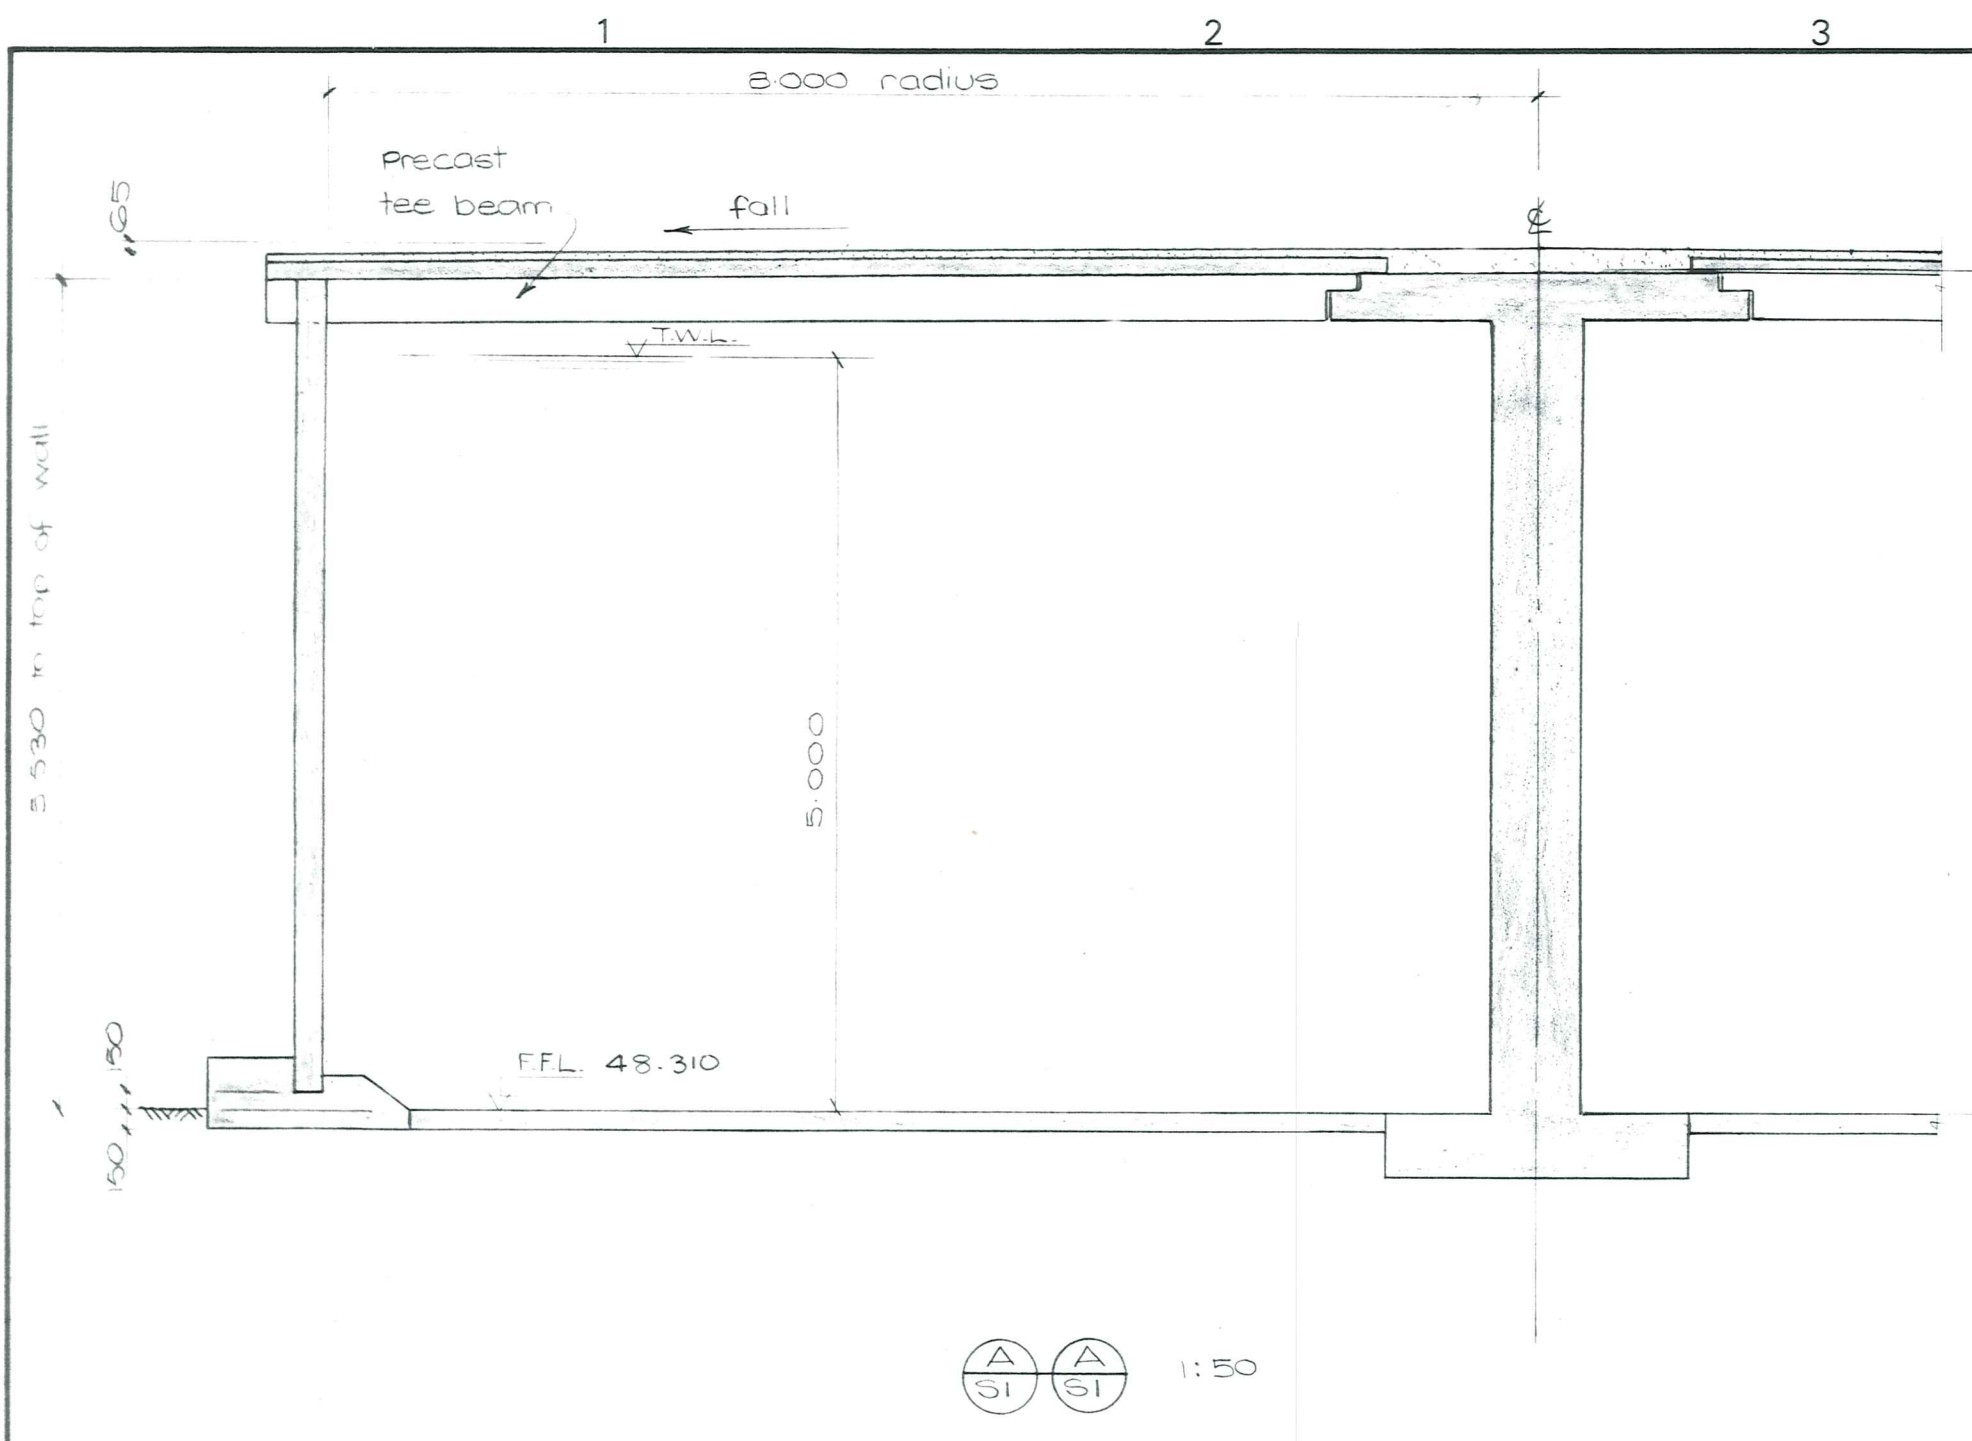 1 2 3
8.000 radius
Precast
tee beam
fall
65
℄
T.W.L.
5 530 to top of wall
5.000
150
F.F.L. 48.310
150
A A
S1 S1
1:50